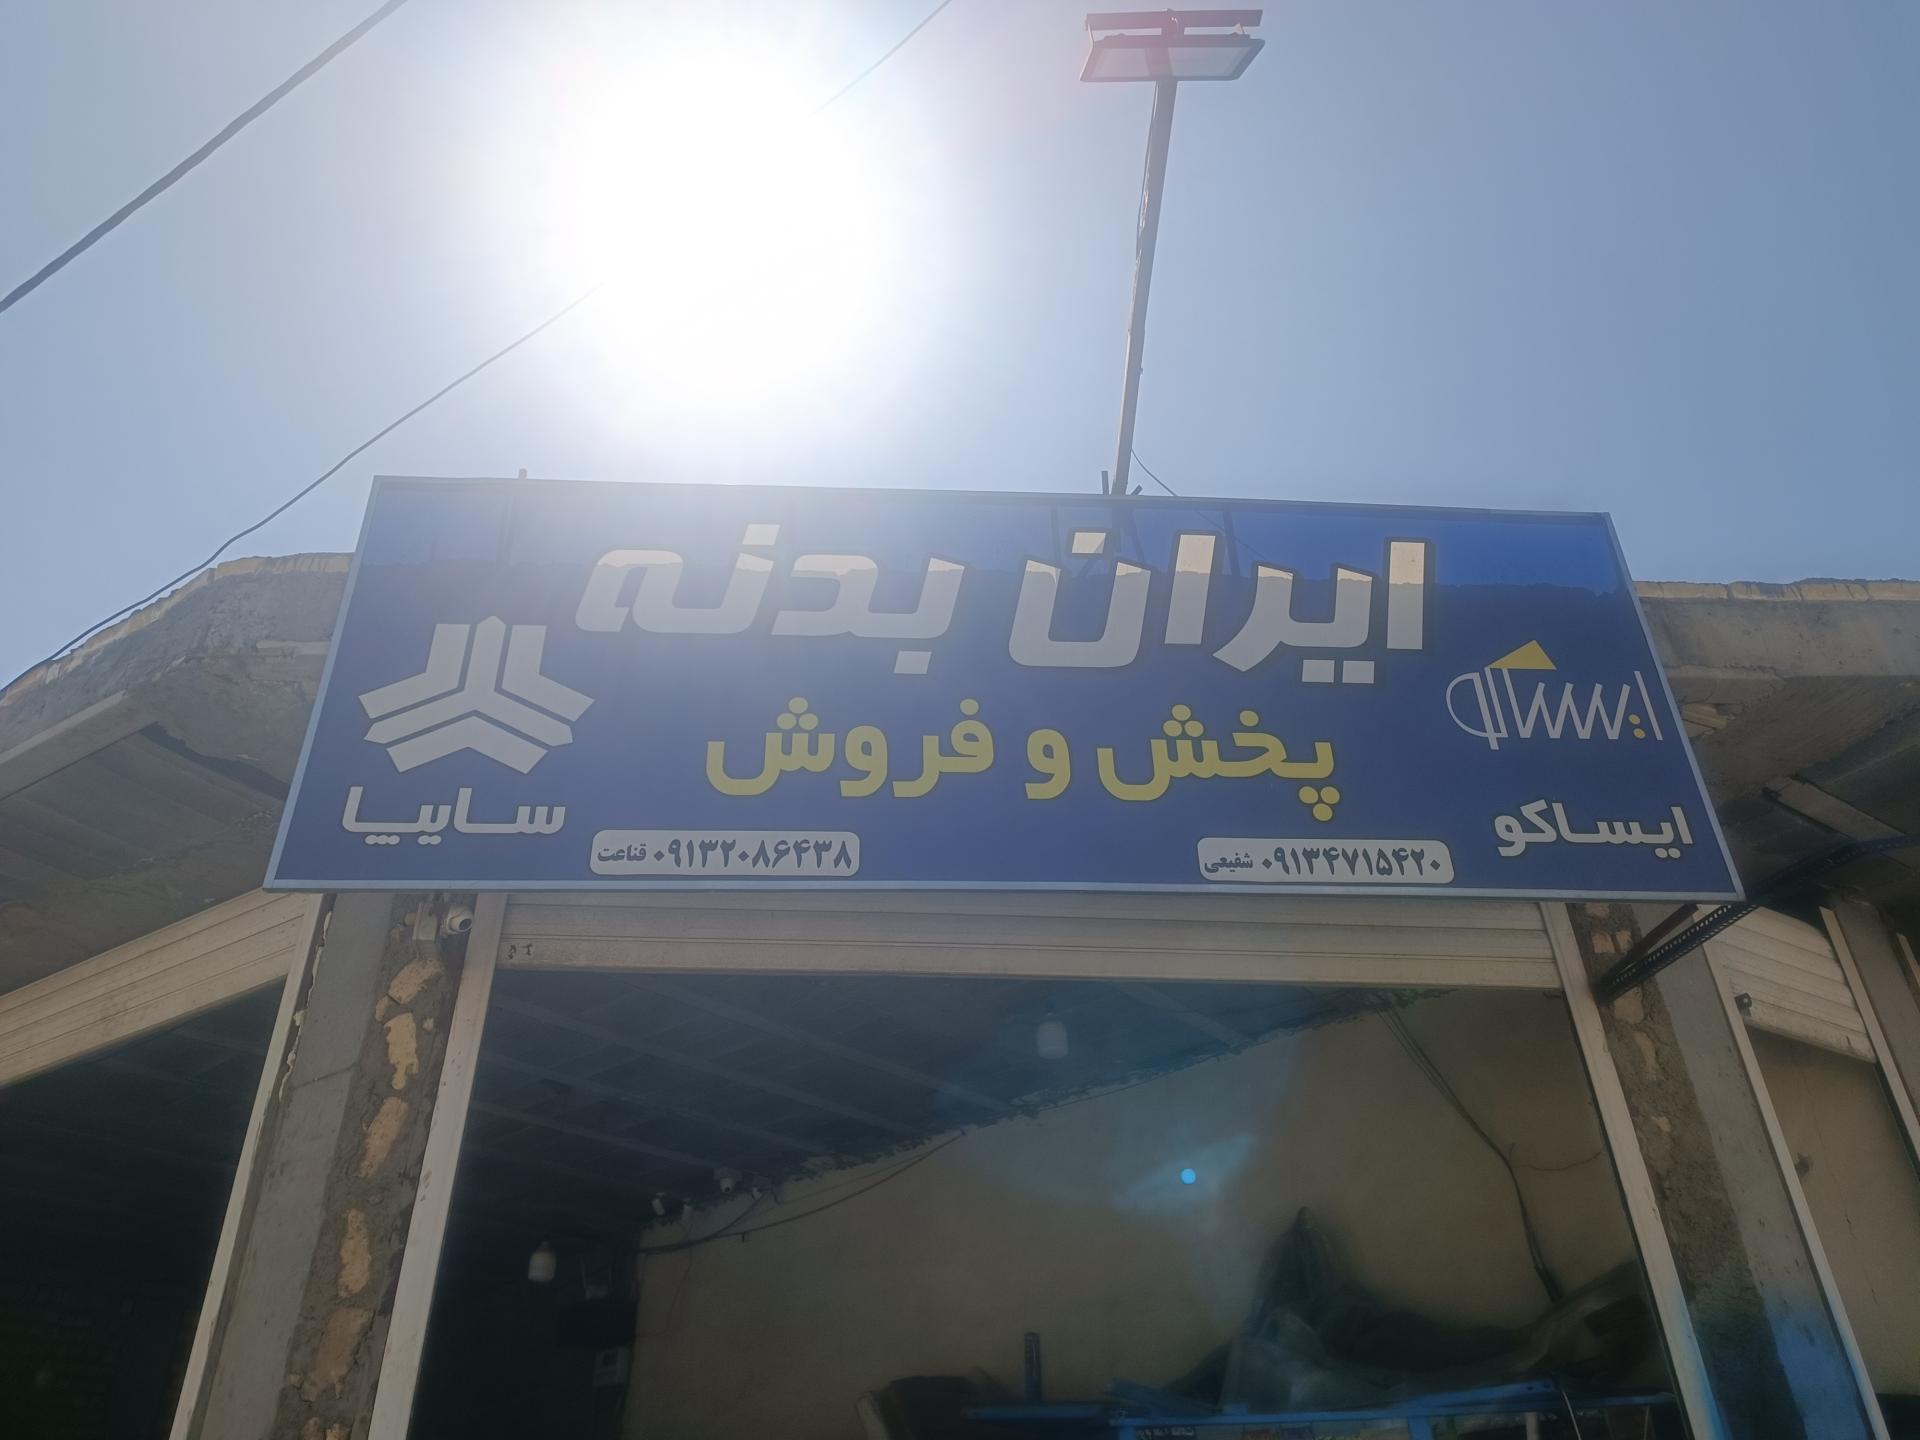 ایران بدنه
پخش و فروش
ایساکو
ایساکو
سایپا
۰۹۱۳۴۷۱۵۴۲۰ شفیعی
۰۹۱۳۲۰۸۶۴۳۸ قناعت